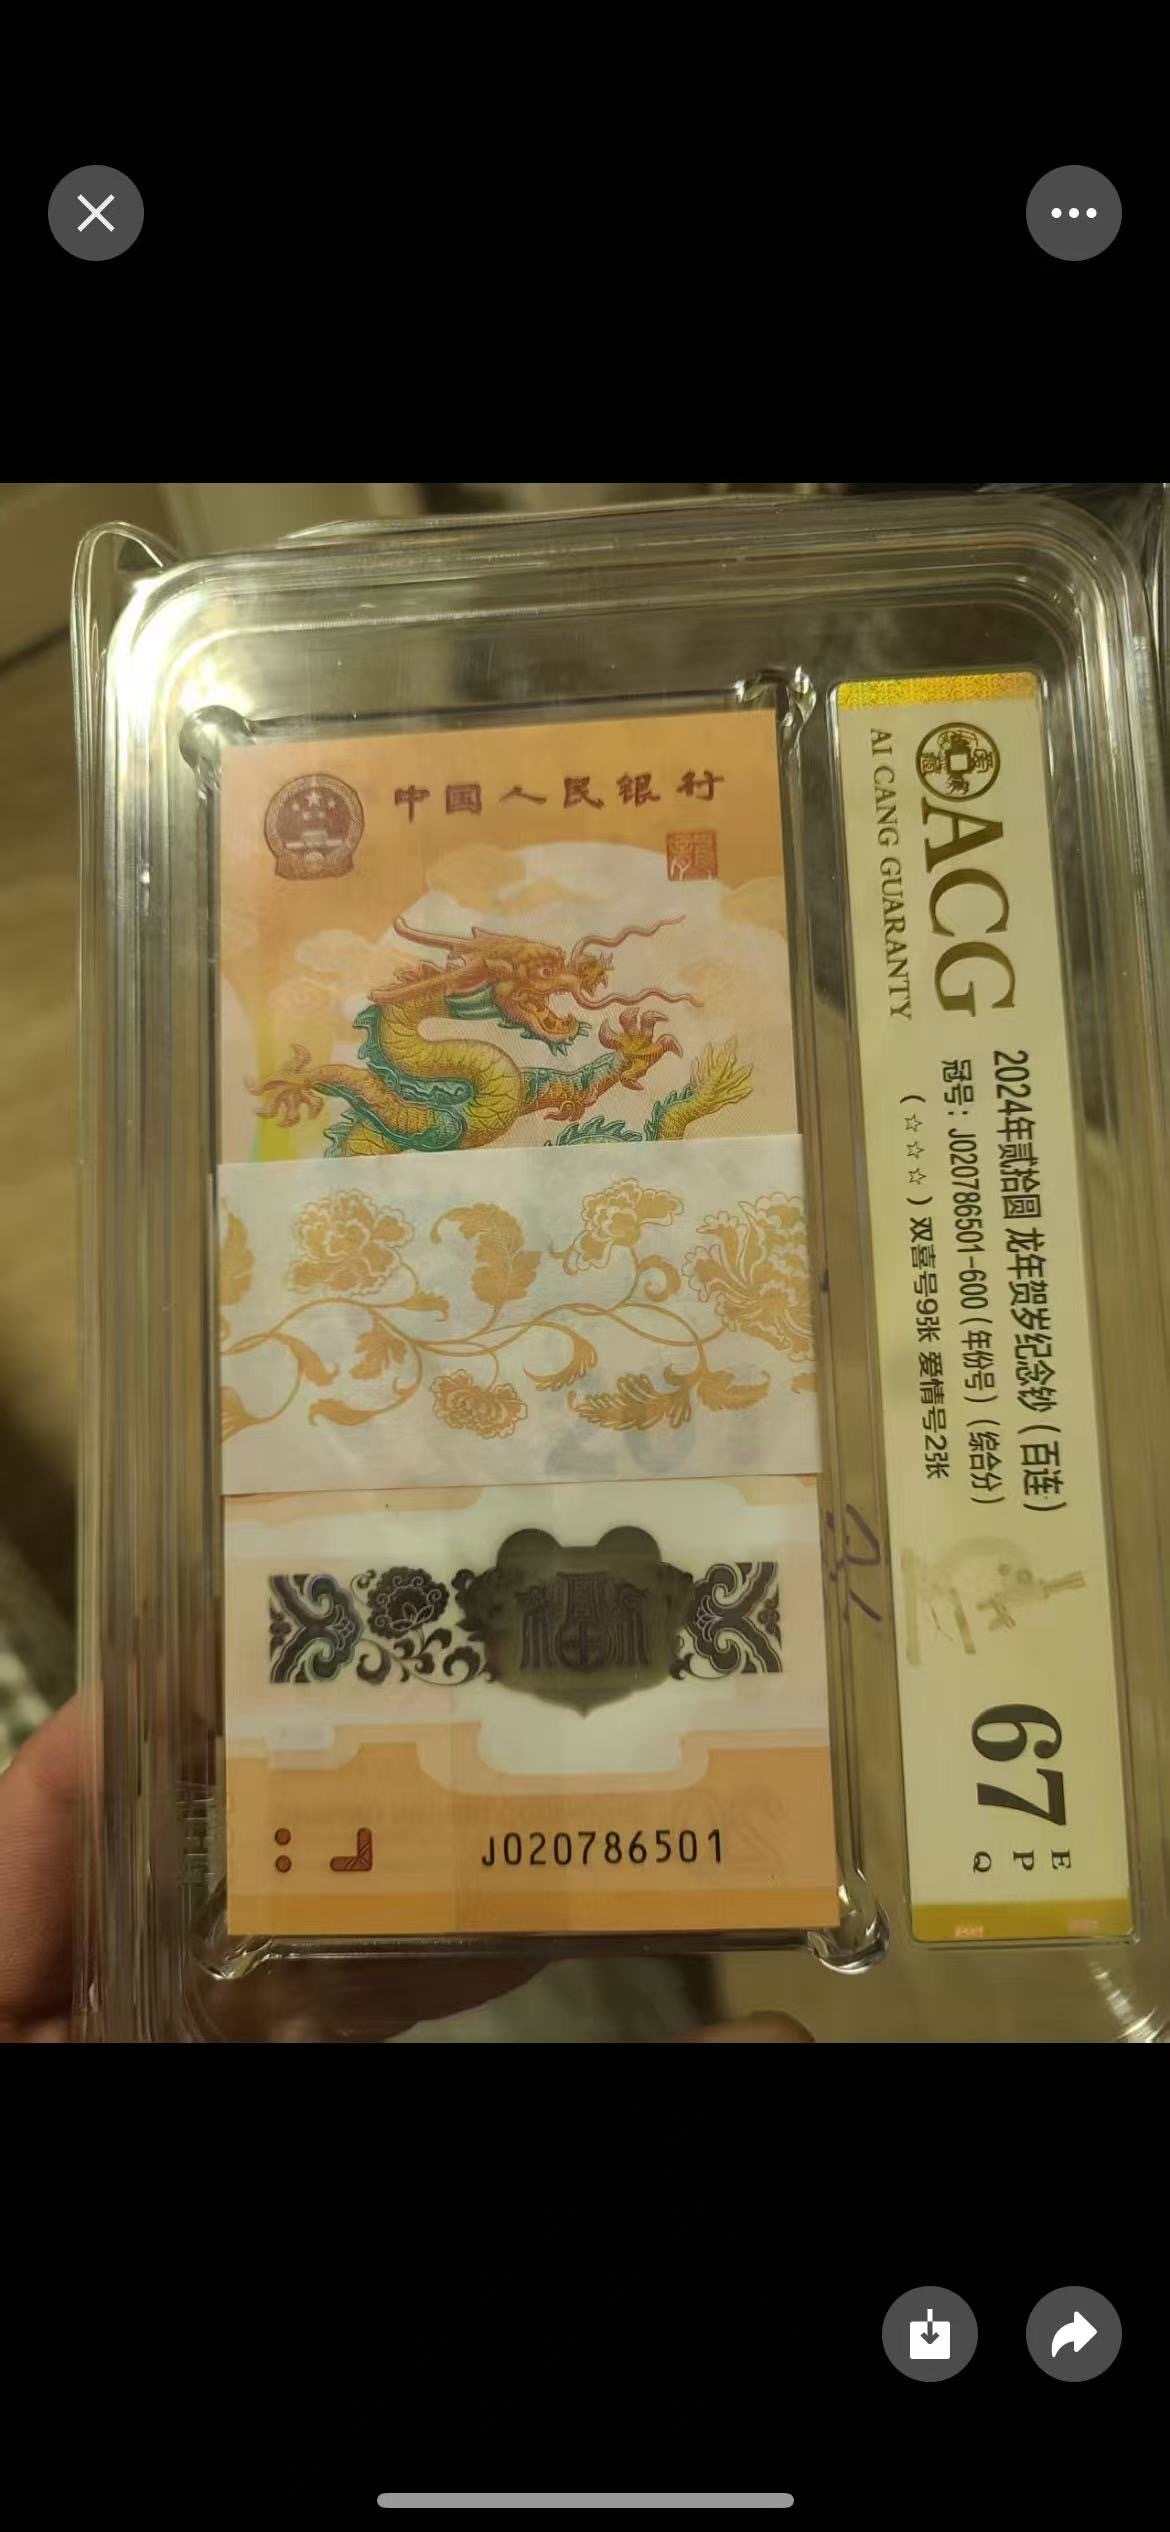 中国人民银行
J020786501
ACG
AI CANG GUARANTY
2024年贰拾圆 龙年贺岁纪念钞（百连）
冠号：J020786501-600（年份号）（综合分）
（☆☆☆）双喜号9张 爱情号2张
67
E
P
Q